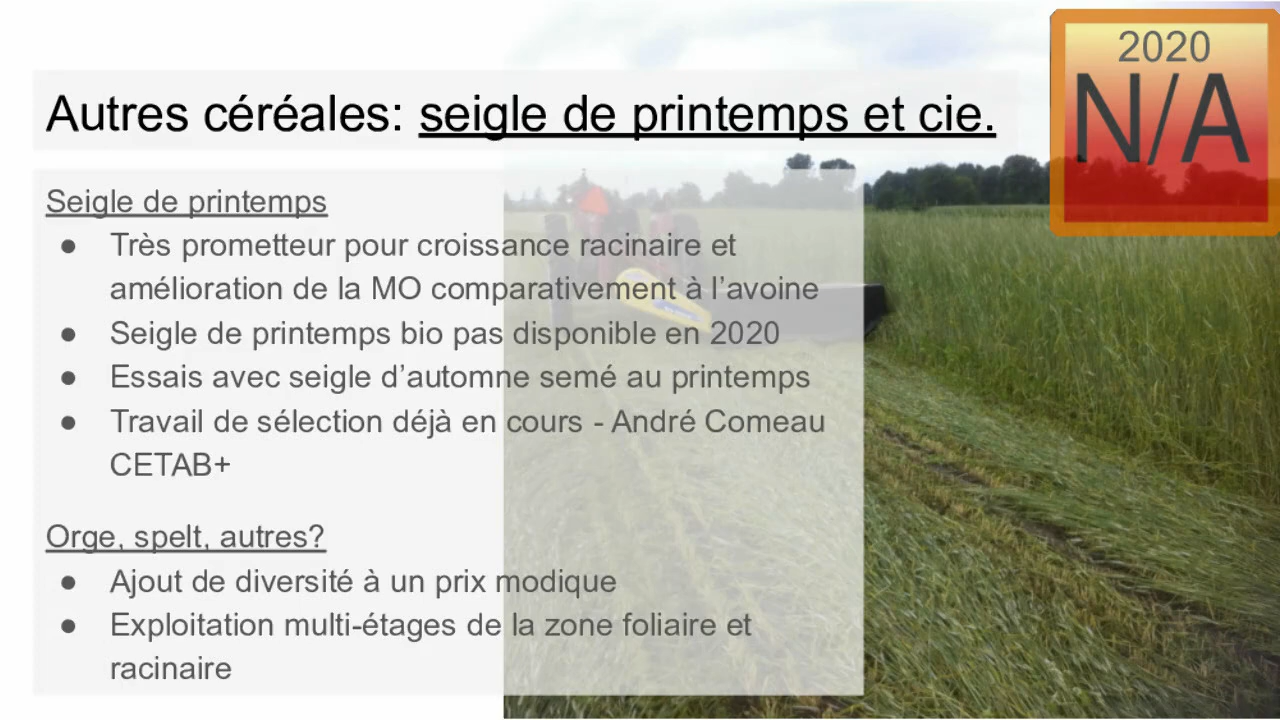 2020
N/A
Autres céréales: seigle de printemps et cie.
Seigle de printemps
● Très prometteur pour croissance racinaire et
amélioration de la MO comparativement à l’avoine
● Seigle de printemps bio pas disponible en 2020
● Essais avec seigle d’automne semé au printemps
● Travail de sélection déjà en cours - André Comeau
CETAB+
Orge, spelt, autres?
● Ajout de diversité à un prix modique
● Exploitation multi-étages de la zone foliaire et
racinaire